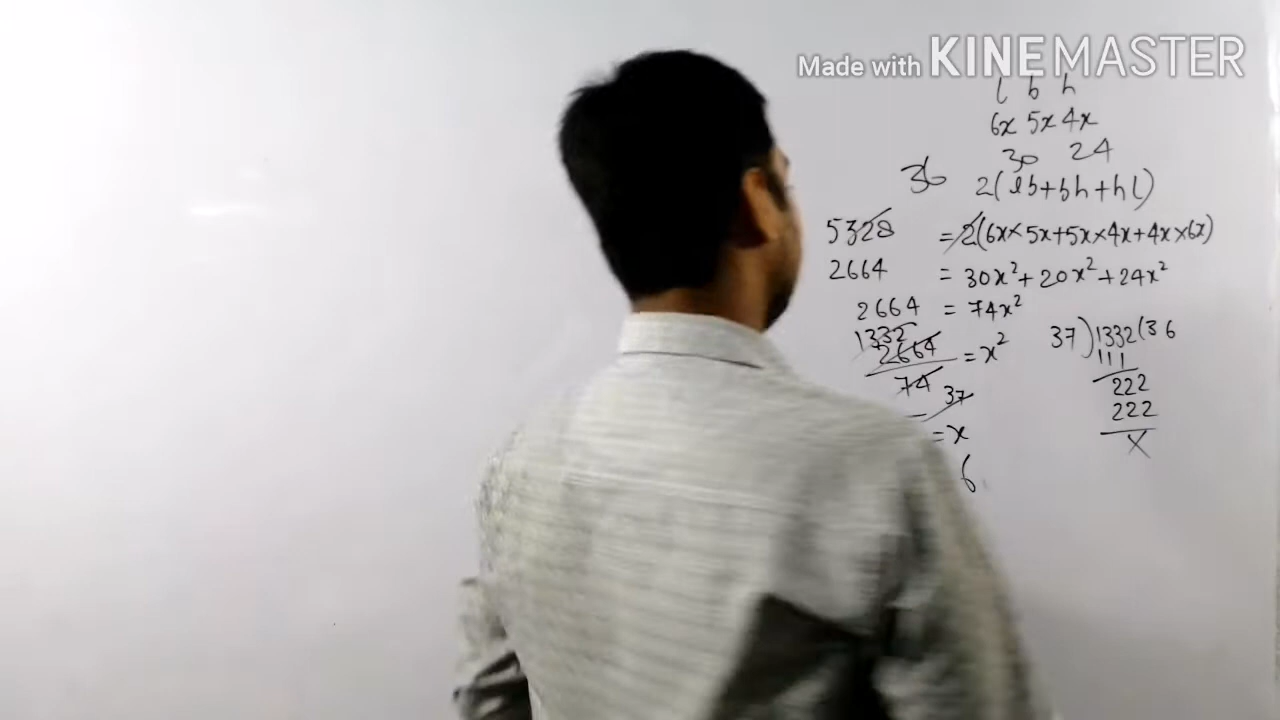 Made with KINEMASTER
l b h
6x 5x 4x
36 30 24
2(lb+bh+hl)
5328 = 2(6x×5x+5x×4x+4x×6x)
2664 = 30x²+20x²+24x²
2664 = 74x²
1332
2664 = x²
74
37
= x
6
37)1332(36
111
222
222
x